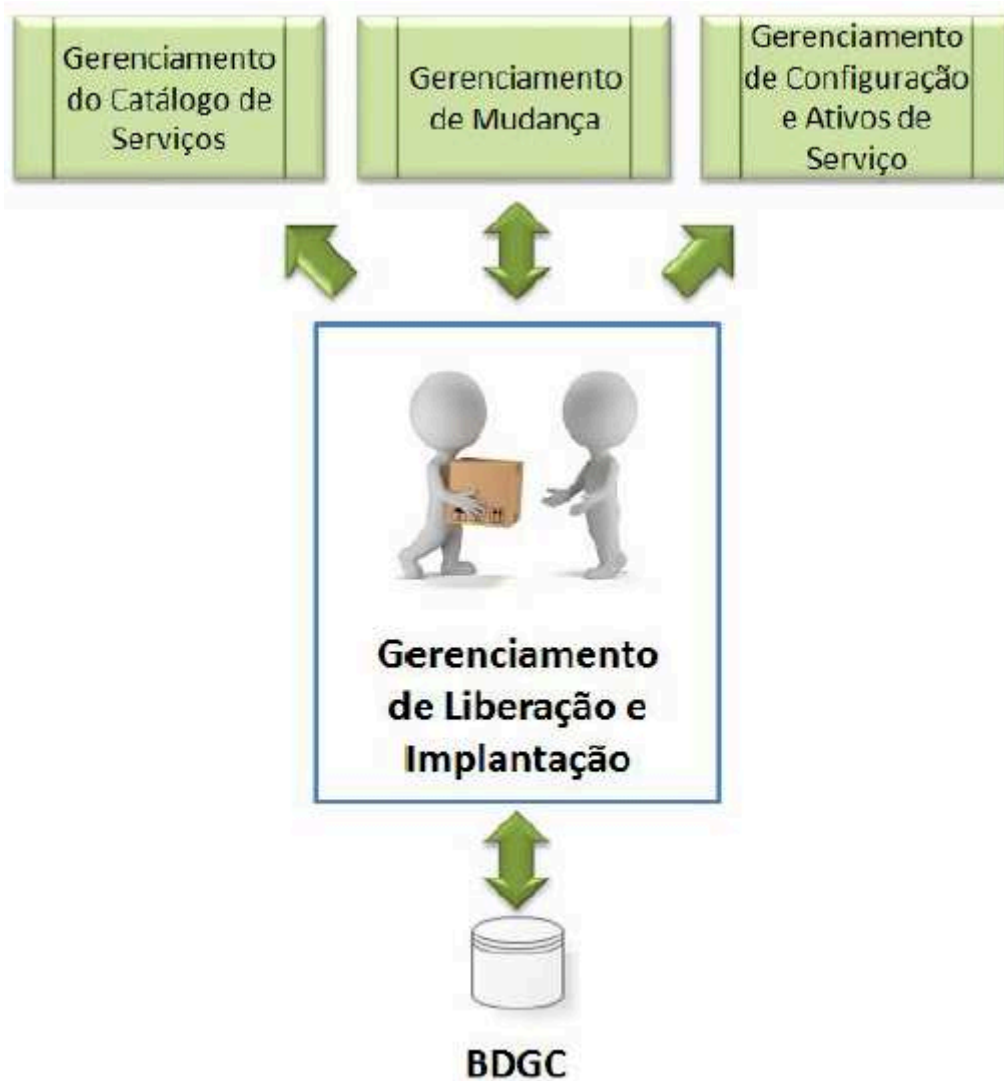 Gerenciamento
do Catálogo de
Serviços
Gerenciamento
de Mudança
Gerenciamento
de Configuração
e Ativos de
Serviço
Gerenciamento
de Liberação e
Implantação
BDGC